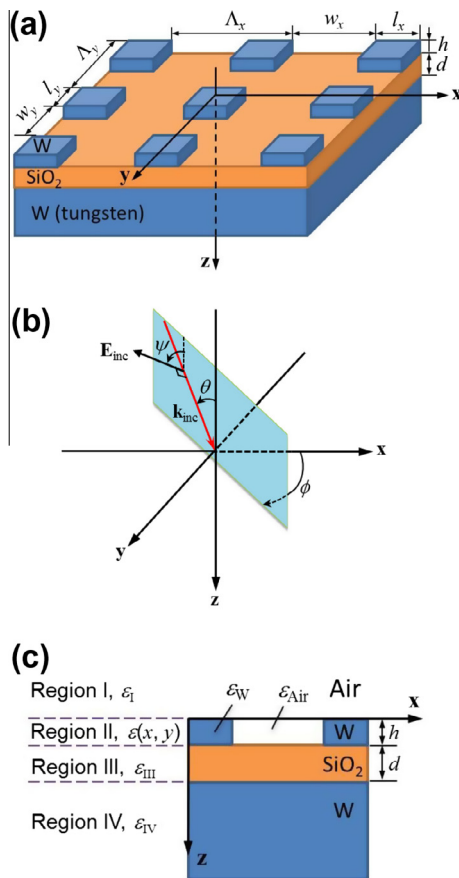 (a)
Λx wx lx h
Λy d
ly
wy
x
W
SiO2
y
W (tungsten)
z
(b)
ψ
Einc
θ
kinc
x
ϕ
y
z
(c)
Region I, εI εW εAir Air x
Region II, ε(x, y) W h
Region III, εIII SiO2 d
Region IV, εIV W
z